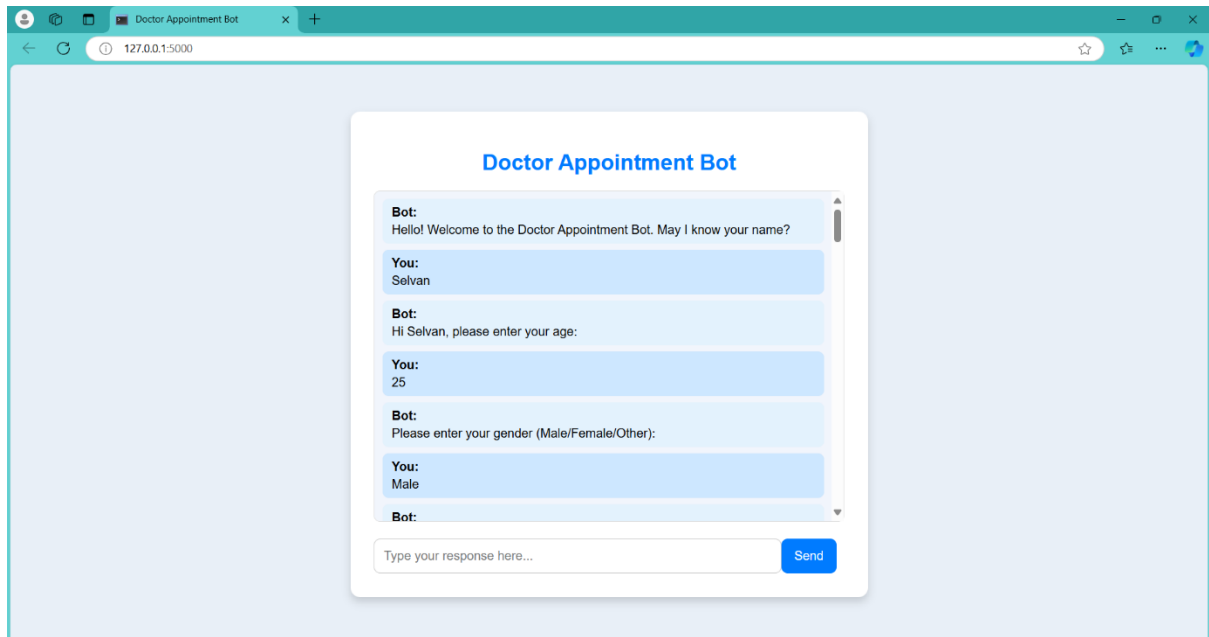 Doctor Appointment Bot
127.0.0.1:5000
Doctor Appointment Bot
Bot:
Hello! Welcome to the Doctor Appointment Bot. May I know your name?
You:
Selvan
Bot:
Hi Selvan, please enter your age:
You:
25
Bot:
Please enter your gender (Male/Female/Other):
You:
Male
Bot:
Type your response here...
Send